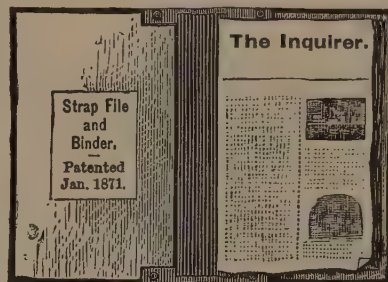 Strap File
and
Binder,
Patented
Jan. 1871.
The Inquirer.